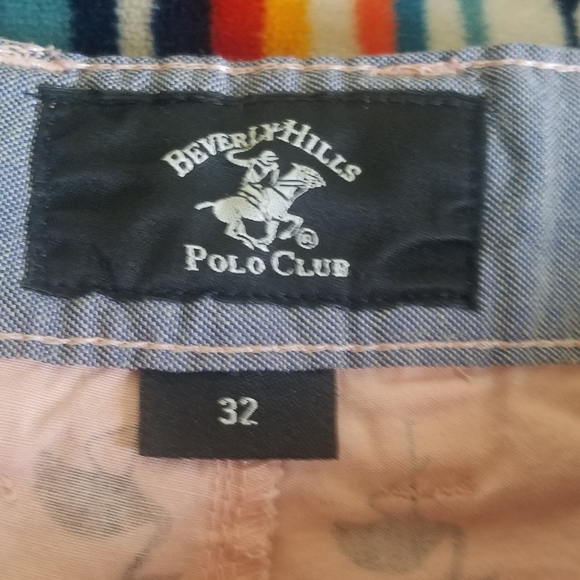 BEVERLY HILLS
®
POLO CLUB
32